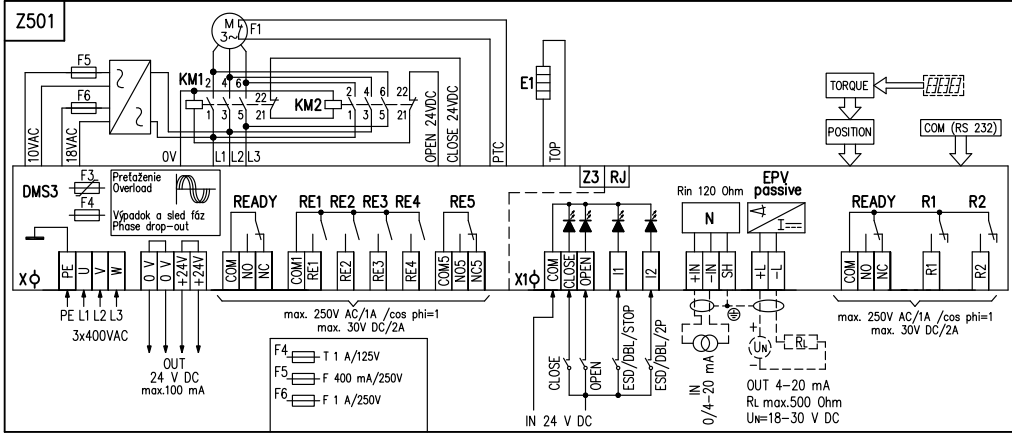 Z501
M
3~
F1
F5
F6
KM1
2 4 6 22
1 3 5 21
KM2
2 4 6 22
1 3 5 21
E1
TORQUE
POSITION
COM (RS 232)
10VAC
18VAC
0V
L1 L2 L3
OPEN 24VDC
CLOSE 24VDC
PTC
TOP
DMS3
F3
F4
Preťaženie
Overload
Výpadok a sled fáz
Phase drop-out
READY
RE1 RE2 RE3 RE4
RE5
Z3 RJ
Rin 120 Ohm
N
EPV
passive
I
READY R1 R2
X
PE
U
V
W
0 V
0 V
+24V
+24V
COM
NO
NC
COM1
RE1
RE2
RE3
RE4
COM5
NO5
NC5
X1
COM
CLOSE
OPEN
I1
I2
+IN
-IN
SH
+L
-L
COM
NO
NC
R1
R2
PE L1 L2 L3
3x400VAC
OUT
24 V DC
max.100 mA
max. 250V AC/1A /cos phi=1
max. 30V DC/2A
F4 T 1 A/125V
F5 F 400 mA/250V
F6 F 1 A/250V
CLOSE
OPEN
ESD/DBL/STOP
ESD/DBL/2P
IN 24 V DC
IN
0/4-20 mA
+
UN
-
RL
OUT 4-20 mA
RL max.500 Ohm
UN=18-30 V DC
max. 250V AC/1A /cos phi=1
max. 30V DC/2A